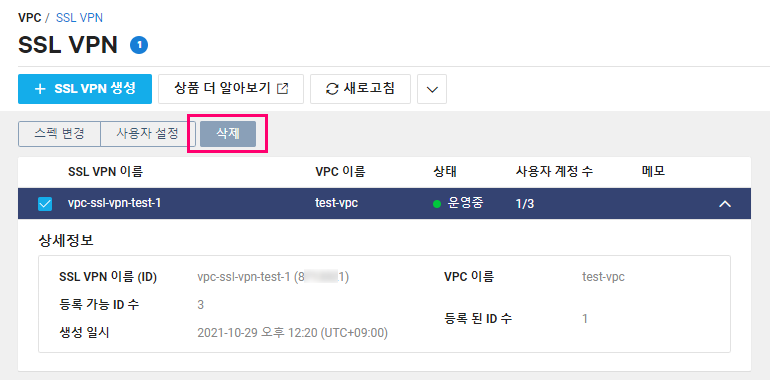 VPC / SSL VPN
SSL VPN 1
+ SSL VPN 생성 상품 더 알아보기 새로고침
스펙 변경 사용자 설정 삭제
SSL VPN 이름 VPC 이름 상태 사용자 계정 수 메모
vpc-ssl-vpn-test-1 test-vpc 운영중 1/3
상세정보
SSL VPN 이름 (ID) vpc-ssl-vpn-test-1 (8 1) VPC 이름 test-vpc
등록 가능 ID 수 3
등록 된 ID 수 1
생성 일시 2021-10-29 오후 12:20 (UTC+09:00)